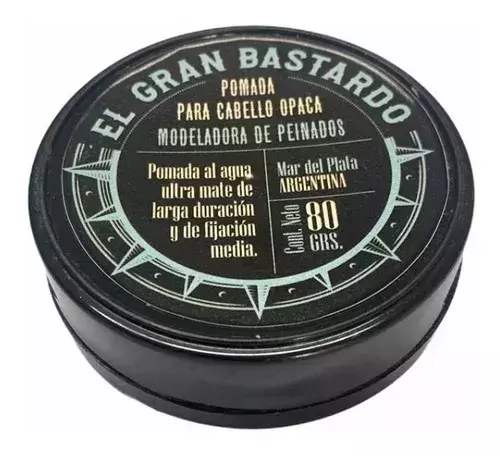 EL GRAN BASTARDO
POMADA
PARA CABELLO OPACA
MODELADORA DE PEINADOS
Pomada al agua
ultra mate de
larga duración
y de fijación
media.
Mar del Plata
ARGENTINA
Cont. Neto
80
GRS.